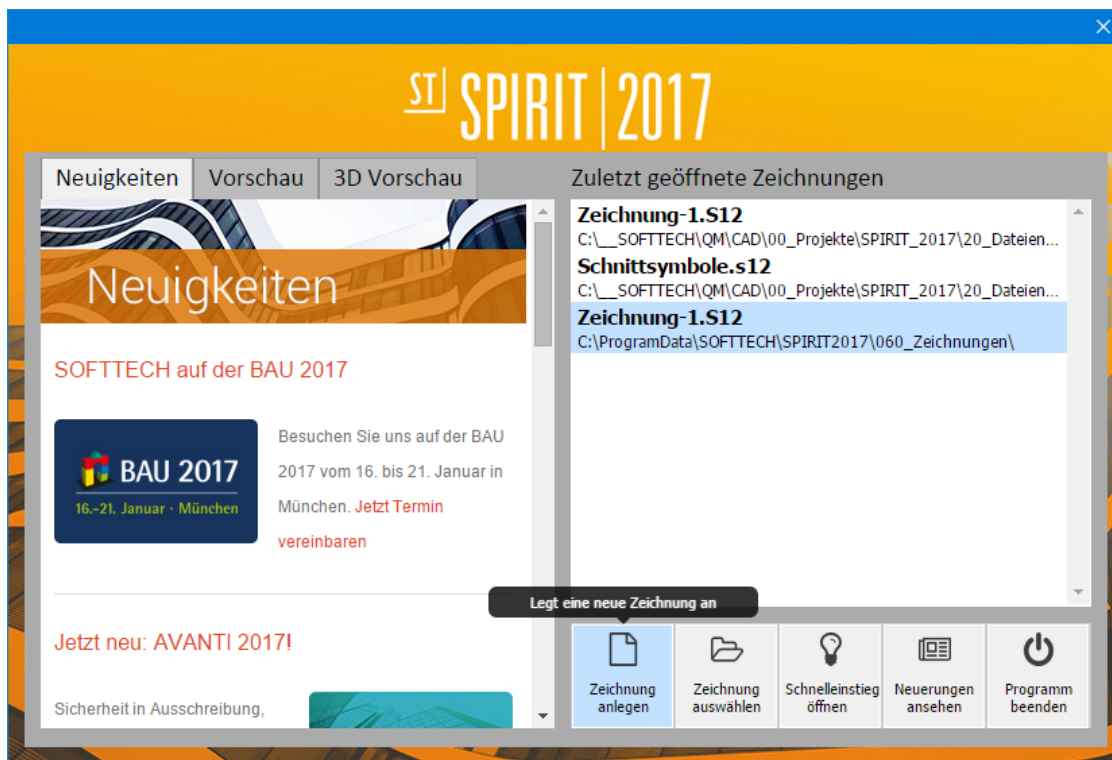 ST SPIRIT | 2017
Neuigkeiten Vorschau 3D Vorschau
Neuigkeiten
SOFTTECH auf der BAU 2017
BAU 2017
16.-21. Januar · München
Besuchen Sie uns auf der BAU
2017 vom 16. bis 21. Januar in
München. Jetzt Termin
vereinbaren
Jetzt neu: AVANTI 2017!
Sicherheit in Ausschreibung,
Zuletzt geöffnete Zeichnungen
Zeichnung-1.S12
C:\__SOFTTECH\QM\CAD\00_Projekte\SPIRIT_2017\20_Dateien...
Schnittsymbole.s12
C:\__SOFTTECH\QM\CAD\00_Projekte\SPIRIT_2017\20_Dateien...
Zeichnung-1.S12
C:\ProgramData\SOFTTECH\SPIRIT2017\060_Zeichnungen\
Legt eine neue Zeichnung an
Zeichnung
anlegen
Zeichnung
auswählen
Schnelleinstieg
öffnen
Neuerungen
ansehen
Programm
beenden